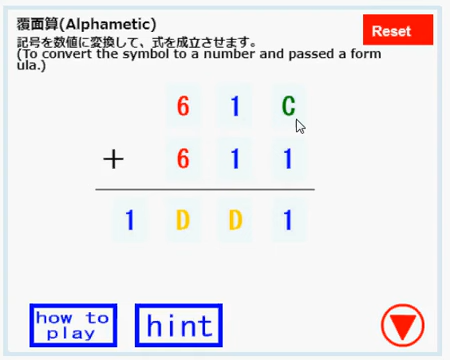 覆面算(Alphametic)
Reset
記号を数値に変換して、式を成立させます。
(To convert the symbol to a number and passed a form
ula.)
6 1 C
+ 6 1 1
1 D D 1
how to
play
hint